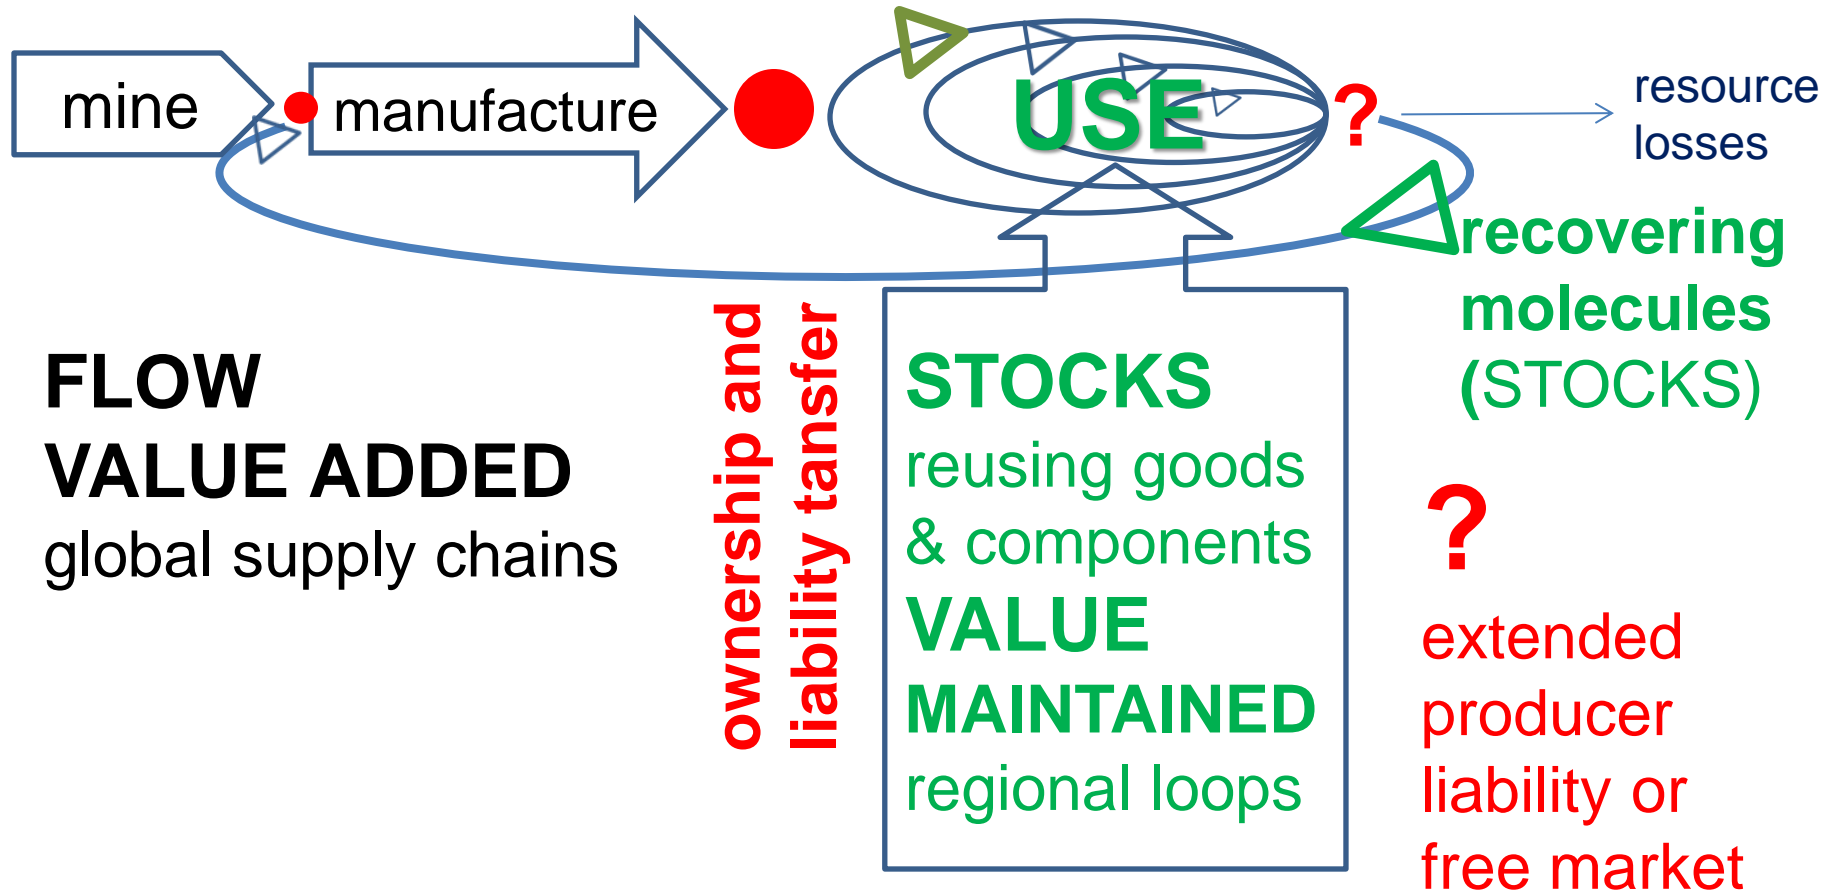 mine
manufacture
USE
?
resource
losses
recovering
molecules
(STOCKS)
FLOW
VALUE ADDED
global supply chains
ownership and
liability tansfer
STOCKS
reusing goods
& components
VALUE
MAINTAINED
regional loops
?
extended
producer
liability or
free market